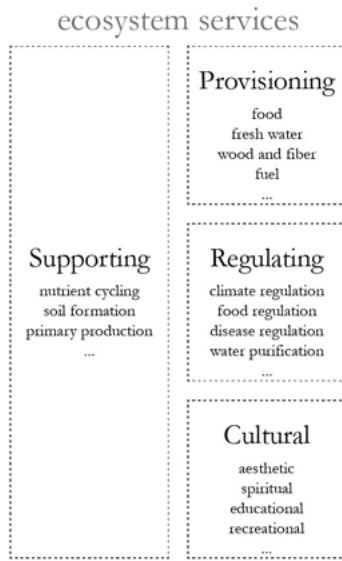 ecosystem services
Supporting
nutrient cycling
soil formation
primary production
...
Provisioning
food
fresh water
wood and fiber
fuel
...
Regulating
climate regulation
food regulation
disease regulation
water purification
...
Cultural
aesthetic
spiritual
educational
recreational
...